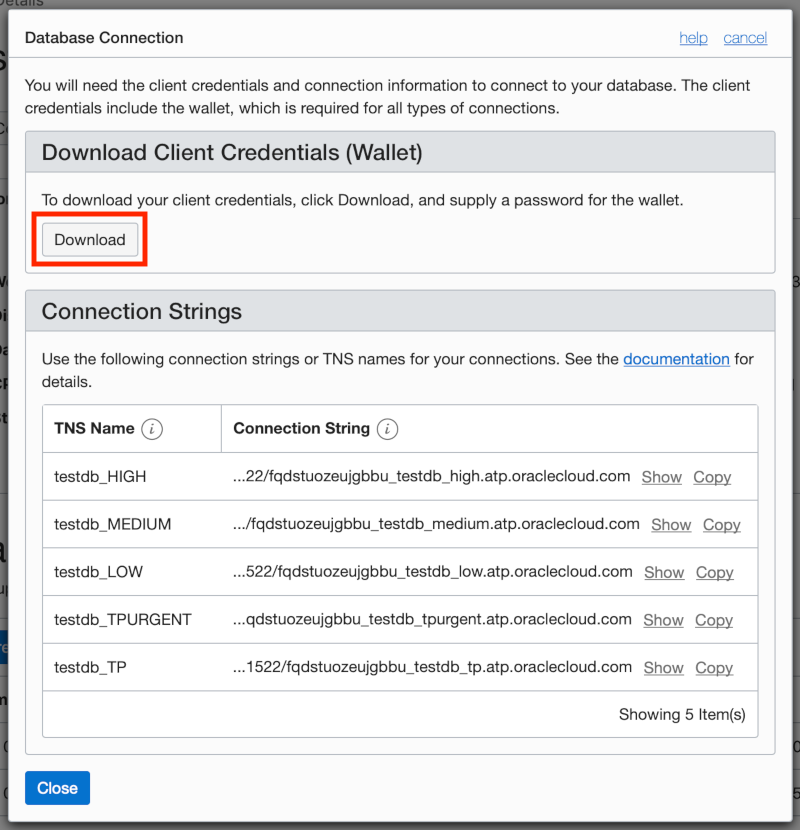 Details
Database Connection help cancel
You will need the client credentials and connection information to connect to your database. The client
credentials include the wallet, which is required for all types of connections.
Download Client Credentials (Wallet)
To download your client credentials, click Download, and supply a password for the wallet.
Download
Connection Strings
Use the following connection strings or TNS names for your connections. See the documentation for
details.
TNS Name i Connection String i
testdb_HIGH ...22/fqdstuozeujgbbu_testdb_high.atp.oraclecloud.com Show Copy
testdb_MEDIUM .../fqdstuozeujgbbu_testdb_medium.atp.oraclecloud.com Show Copy
testdb_LOW ...522/fqdstuozeujgbbu_testdb_low.atp.oraclecloud.com Show Copy
testdb_TPURGENT ...qdstuozeujgbbu_testdb_tpurgent.atp.oraclecloud.com Show Copy
testdb_TP ...1522/fqdstuozeujgbbu_testdb_tp.atp.oraclecloud.com Show Copy
Showing 5 Item(s)
Close